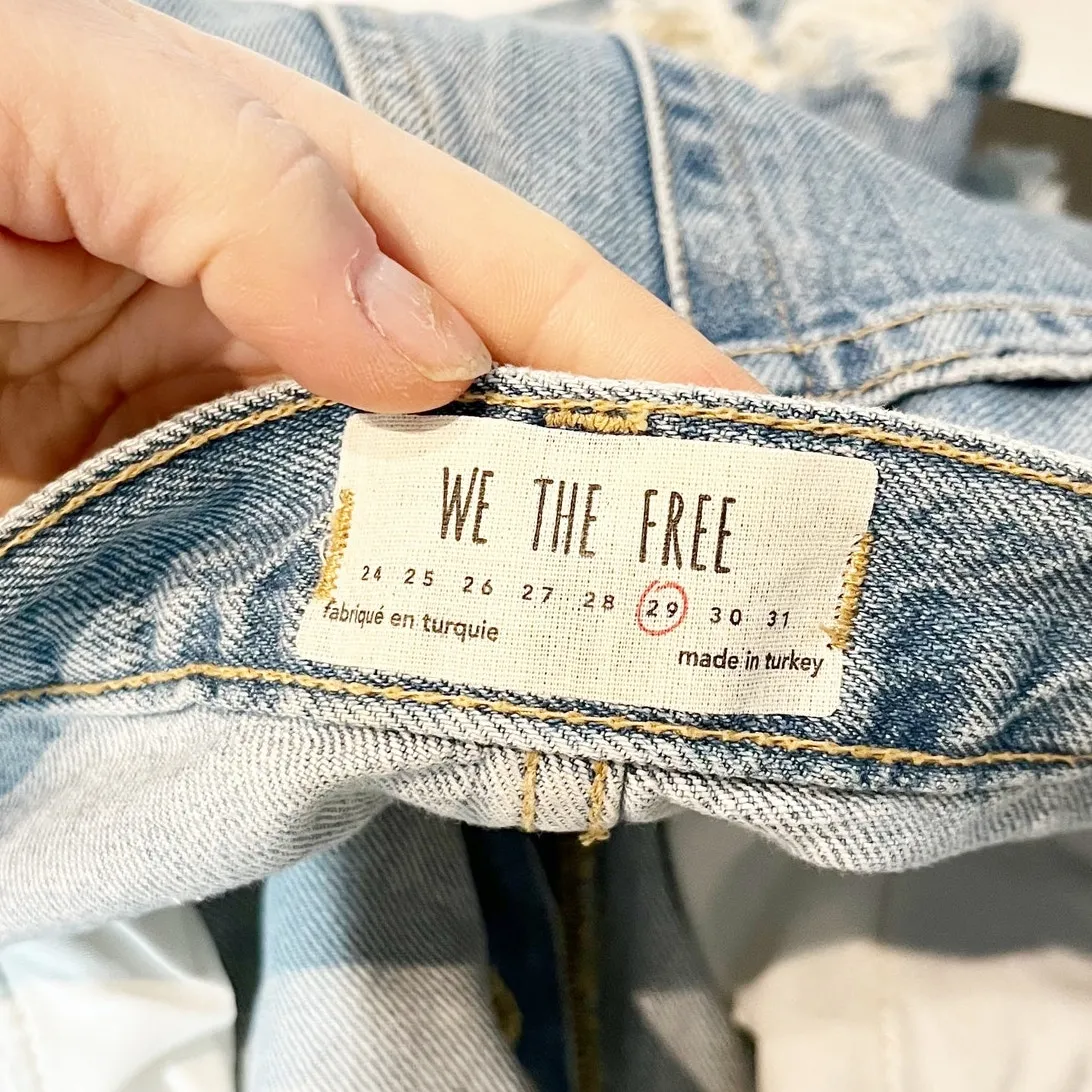 WE THE FREE
24 25 26 27 28 29 30 31
fabriqué en turquie
made in turkey